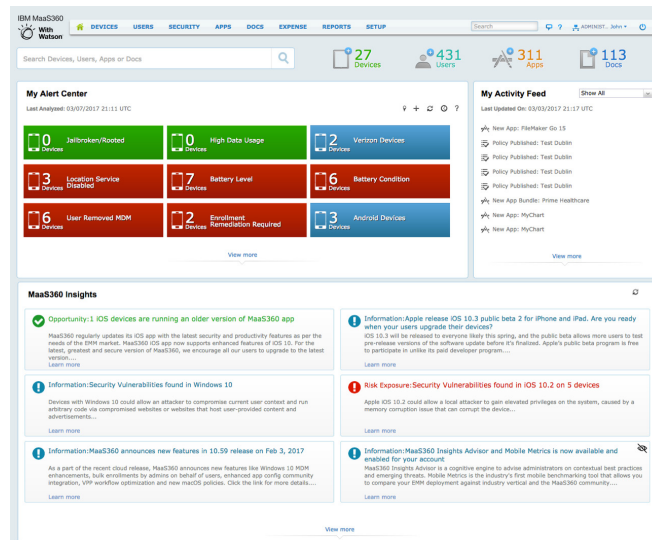 IBM MaaS360
With
Watson
DEVICES USERS SECURITY APPS DOCS EXPENSE REPORTS SETUP
Search
? ADMINIST... John
Search Devices, Users, Apps or Docs
27
Devices
431
Users
311
Apps
113
Docs
My Alert Center
Last Analyzed: 03/07/2017 21:11 UTC
?
0
Devices
Jailbroken/Rooted
0
Devices
High Data Usage
2
Devices
Verizon Devices
3
Devices
Location Service
Disabled
7
Devices
Battery Level
6
Devices
Battery Condition
6
Devices
User Removed MDM
2
Devices
Enrollment
Remediation Required
3
Devices
Android Devices
View more
My Activity Feed
Show All
Last Updated On: 03/03/2017 21:17 UTC
New App: FileMaker Go 15
Policy Published: Test Dublin
Policy Published: Test Dublin
Policy Published: Test Dublin
Policy Published: Test Dublin
New App Bundle: Prime Healthcare
New App: MyChart
New App: MyChart
View more
MaaS360 Insights
Opportunity:1 iOS devices are running an older version of MaaS360 app
MaaS360 regularly updates its iOS app with the latest security and productivity features as per the
needs of the EMM market. MaaS360 iOS app now supports enhanced features of iOS 10. For the
latest, greatest and secure version of MaaS360, we encourage all our users to upgrade to the latest
version....
Learn more
Information:Apple release iOS 10.3 public beta 2 for iPhone and iPad. Are you ready
when your users upgrade their devices?
iOS 10.3 will be released to everyone likely this spring, and the public beta allows more users to test
pre-release versions of the software update before it's finalized. Apple's public beta program is free
to participate in unlike its paid developer program....
Learn more
Information:Security Vulnerabilities found in Windows 10
Devices with Windows 10 could allow an attacker to compromise current user context and run
arbitrary code via compromised websites or websites that host user-provided content and
advertisements...
Learn more
Risk Exposure:Security Vulnerabilities found in iOS 10.2 on 5 devices
Apple iOS 10.2 could allow a local attacker to gain elevated privileges on the system, caused by a
memory corruption issue that can corrupt the device...
Learn more
Information:MaaS360 announces new features in 10.59 release on Feb 3, 2017
As a part of the recent cloud release, MaaS360 announces new features like Windows 10 MDM
enhancements, bulk enrollments by admins on behalf of users, enhanced app config community
integration, VPP workflow optimization and new macOS policies. Click the link for more details....
Learn more
Information:MaaS360 Insights Advisor and Mobile Metrics is now available and
enabled for your account
MaaS360 Insights Advisor is a cognitive engine to advise administrators on contextual best practices
and emerging threats. Mobile Metrics is the industry's first mobile benchmarking tool that allows you
to compare your EMM deployment against industry vertical and the MaaS360 community....
Learn more
View more